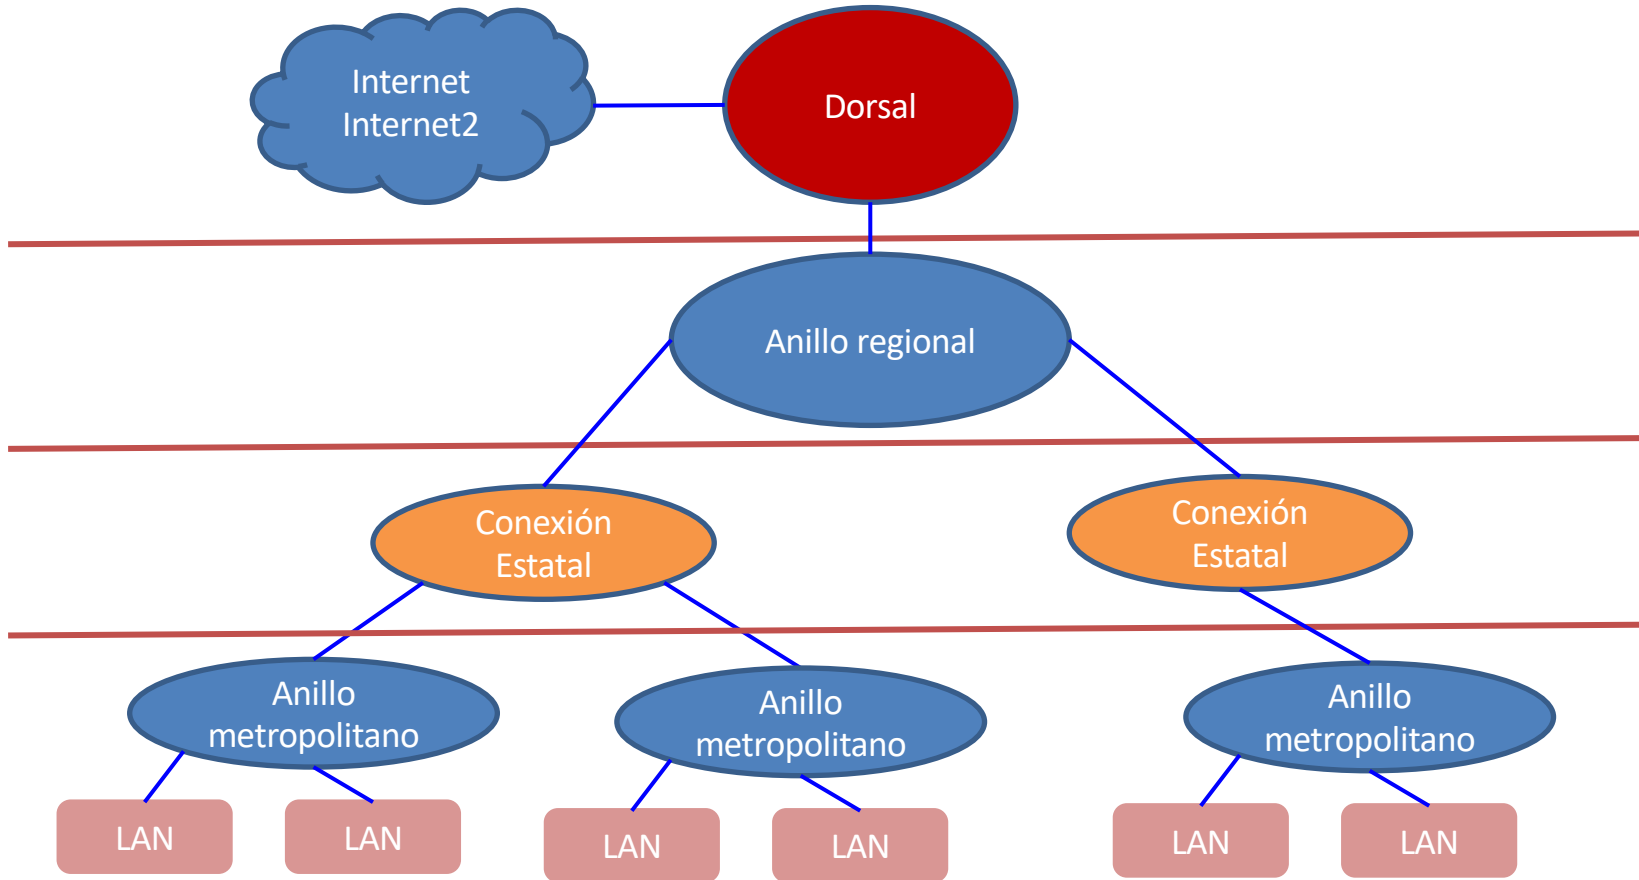 Internet
Internet2
Dorsal
Anillo regional
Conexión
Estatal
Conexión
Estatal
Anillo
metropolitano
Anillo
metropolitano
Anillo
metropolitano
LAN
LAN
LAN
LAN
LAN
LAN